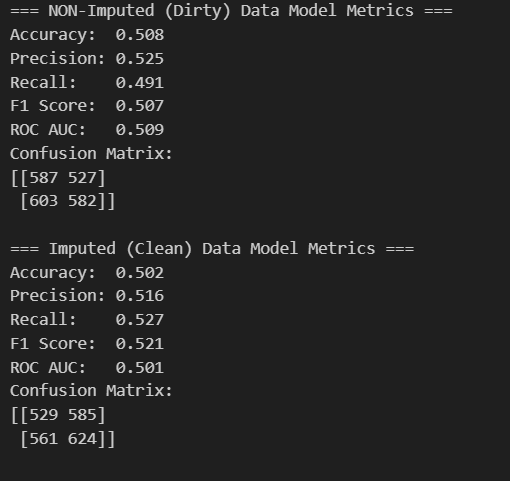 === NON-Imputed (Dirty) Data Model Metrics ===
Accuracy:  0.508
Precision: 0.525
Recall:    0.491
F1 Score:  0.507
ROC AUC:   0.509
Confusion Matrix:
[[587 527]
 [603 582]]
=== Imputed (Clean) Data Model Metrics ===
Accuracy:  0.502
Precision: 0.516
Recall:    0.527
F1 Score:  0.521
ROC AUC:   0.501
Confusion Matrix:
[[529 585]
 [561 624]]